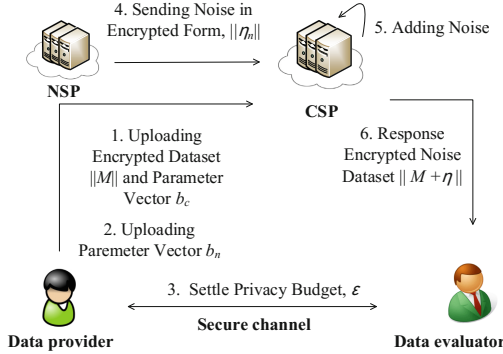 4. Sending Noise in
Encrypted Form, ||ηn||
5. Adding Noise
NSP
CSP
1. Uploading
Encrypted Dataset
||M|| and Parameter
Vector bc
6. Response
Encrypted Noise
Dataset || M +η ||
2. Uploading
Paremeter Vector bn
3. Settle Privacy Budget, ε
Secure channel
Data provider
Data evaluator